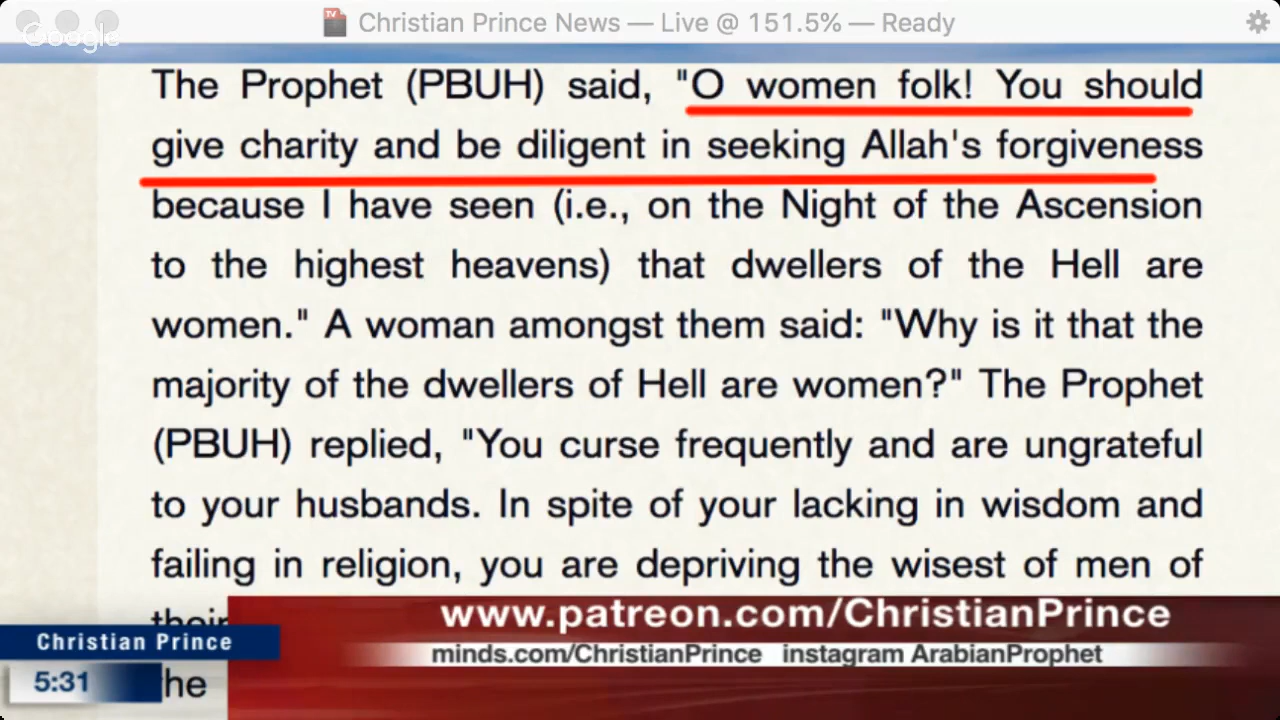 Christian Prince News — Live @ 151.5% — Ready
Google
The Prophet (PBUH) said, "O women folk! You should
give charity and be diligent in seeking Allah's forgiveness
because I have seen (i.e., on the Night of the Ascension
to the highest heavens) that dwellers of the Hell are
women." A woman amongst them said: "Why is it that the
majority of the dwellers of Hell are women?" The Prophet
(PBUH) replied, "You curse frequently and are ungrateful
to your husbands. In spite of your lacking in wisdom and
failing in religion, you are depriving the wisest of men of
their
www.patreon.com/ChristianPrince
Christian Prince
minds.com/ChristianPrince instagram ArabianProphet
5:31
he